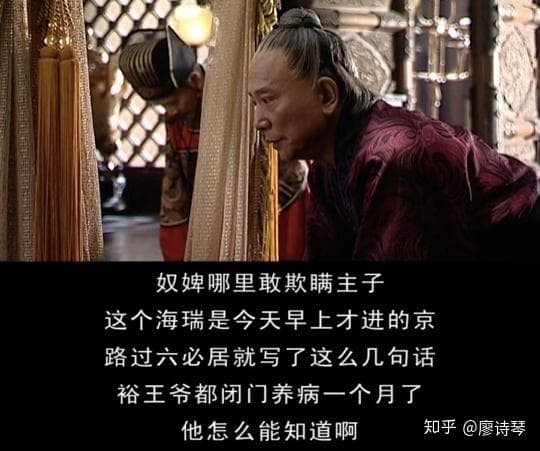 奴婢哪里敢欺瞒主子
这个海瑞是今天早上才进的京
路过六必居就写了这么几句话
裕王爷都闭门养病一个月了
他怎么能知道啊
知乎 @廖诗琴